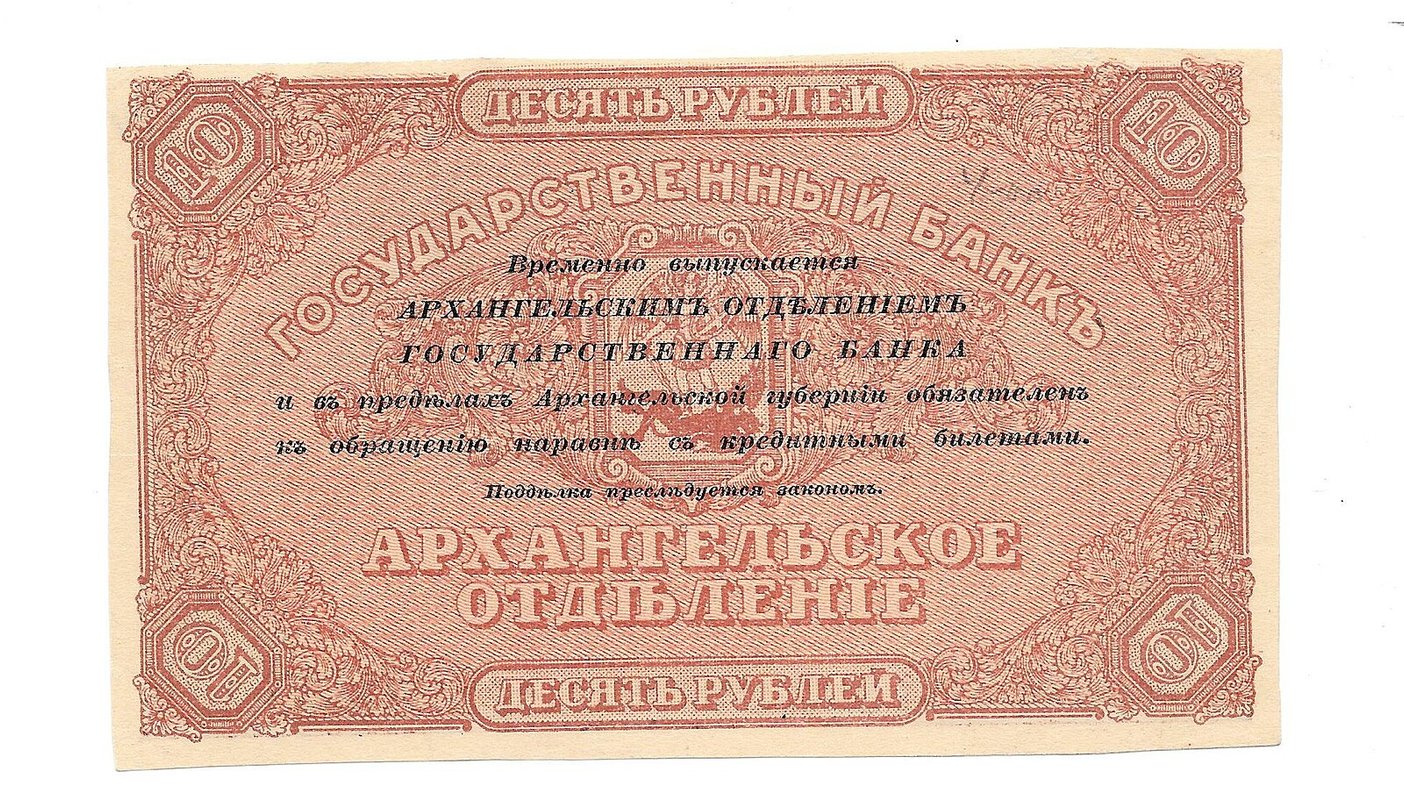 10 ДЕСЯТЬ РУБЛЕЙ 10
ГОСУДАРСТВЕННЫЙ БАНКЪ
Временно выпускается
АРХАНГЕЛЬСКИМЪ ОТДѢЛЕНІЕМЪ
ГОСУДАРСТВЕННАГО БАНКА
и въ предѣлахъ Архангельской губерніи обязателенъ
къ обращенію наравнѣ съ кредитными билетами.
Поддѣлка преслѣдуется закономъ.
АРХАНГЕЛЬСКОЕ
ОТДѢЛЕНІЕ
10 ДЕСЯТЬ РУБЛЕЙ 10